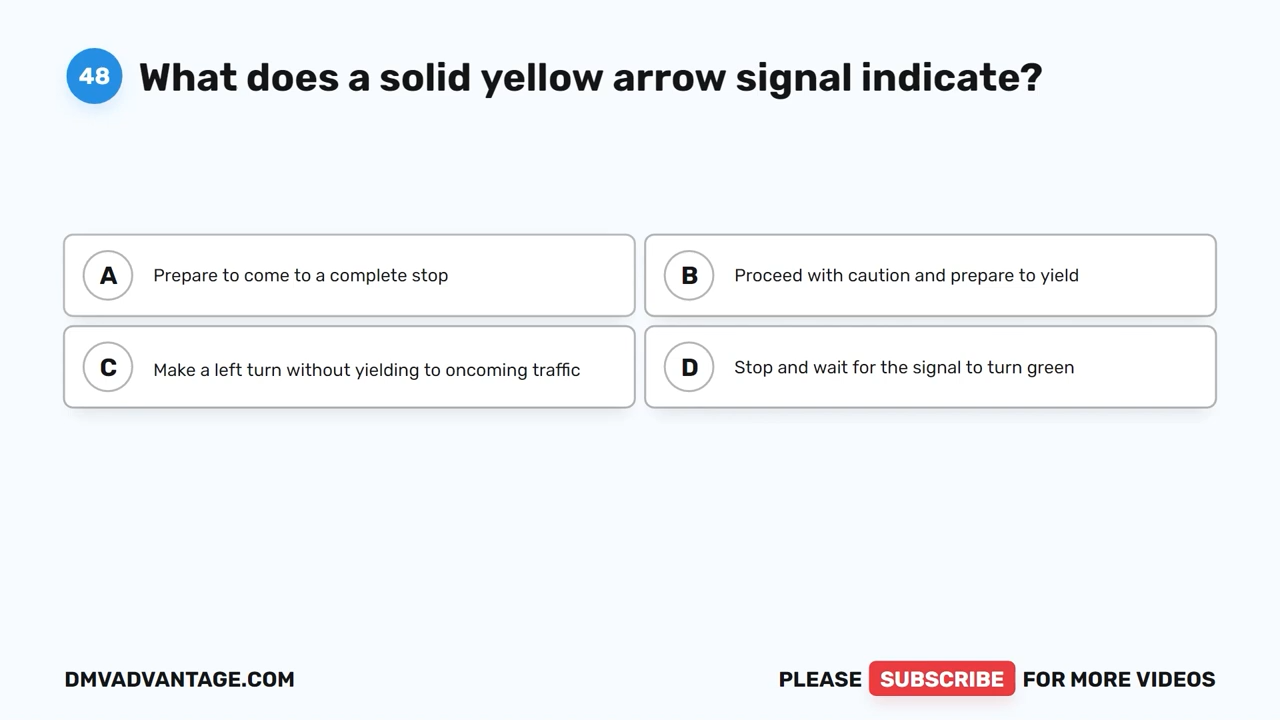 48 What does a solid yellow arrow signal indicate?
A Prepare to come to a complete stop
B Proceed with caution and prepare to yield
C Make a left turn without yielding to oncoming traffic
D Stop and wait for the signal to turn green
DMVADVANTAGE.COM
PLEASE SUBSCRIBE FOR MORE VIDEOS